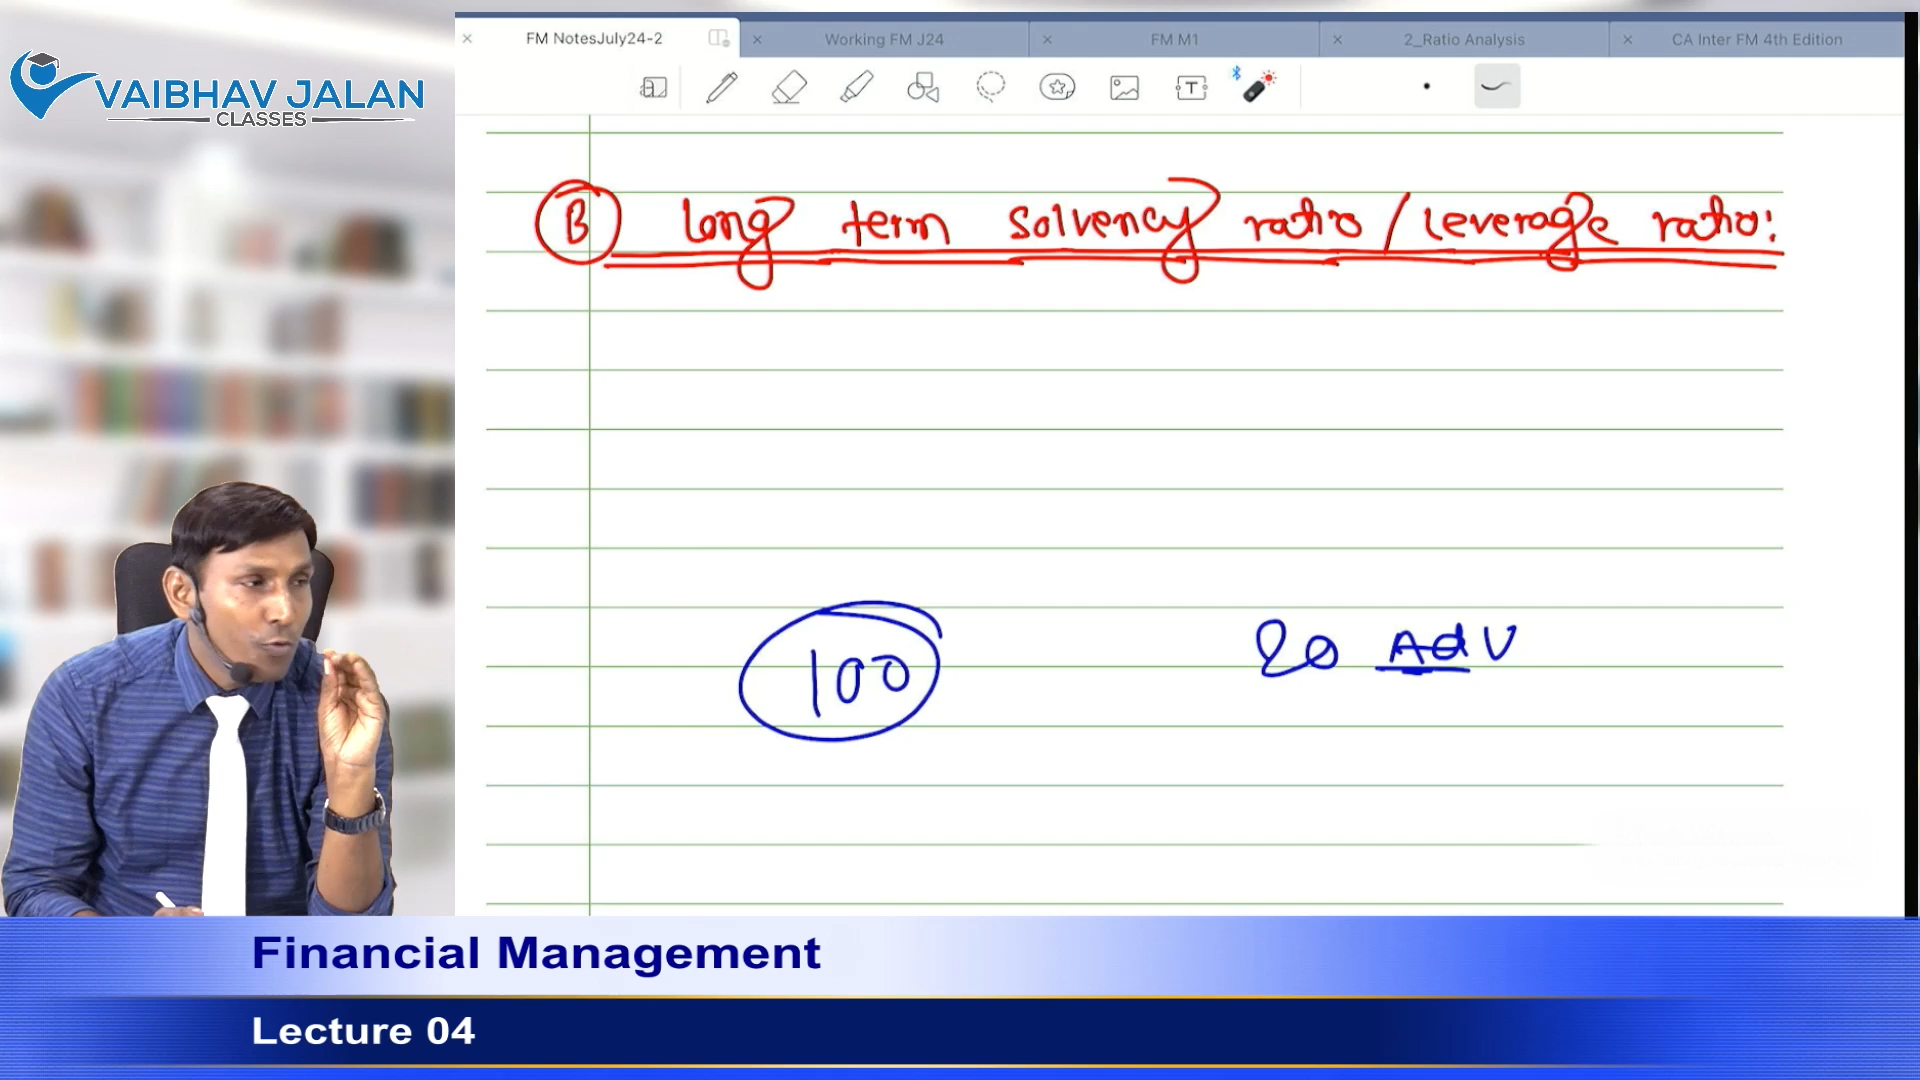 VAIBHAV JALAN
CLASSES
FM NotesJuly24-2
Working FM J24
FM M1
2_Ratio Analysis
CA Inter FM 4th Edition
B Long term solvency ratio / leverage ratio:
100
20 Adv
Financial Management
Lecture 04